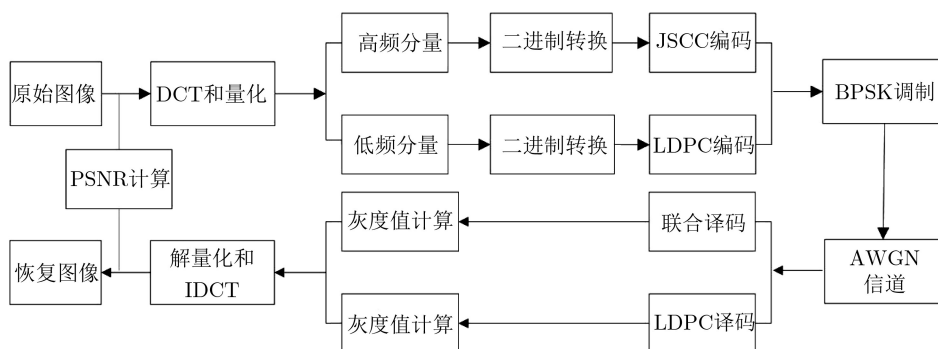 高频分量
二进制转换
JSCC编码
原始图像
DCT和量化
BPSK调制
低频分量
二进制转换
LDPC编码
PSNR计算
灰度值计算
联合译码
恢复图像
解量化和
IDCT
AWGN
信道
灰度值计算
LDPC译码